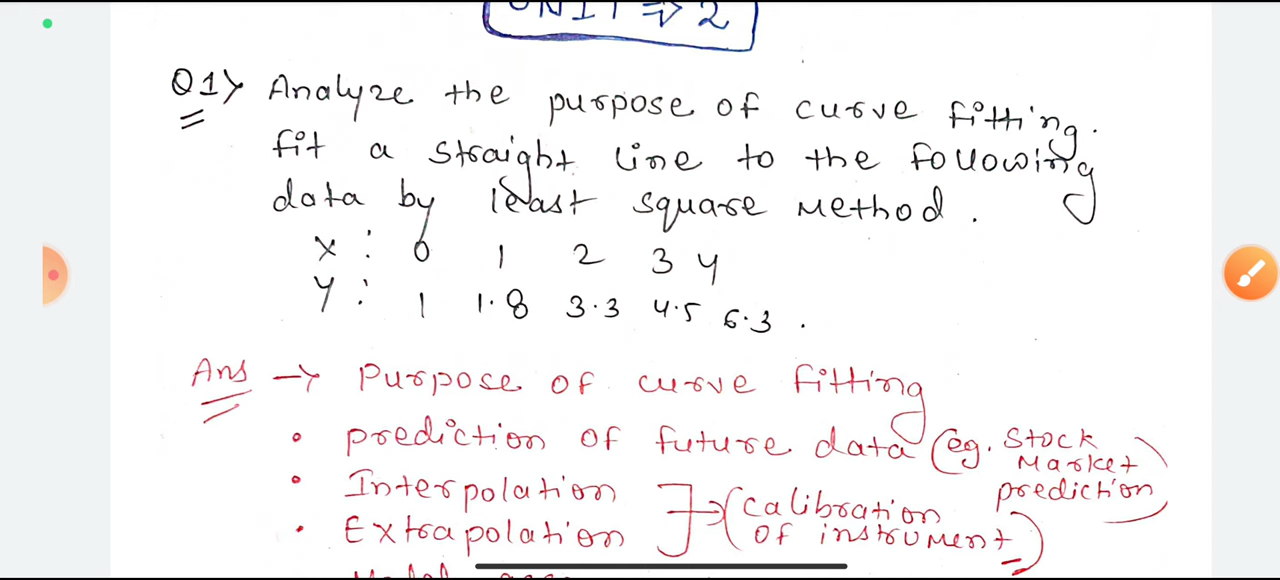 UNIT ⇒ 2
Q1> Analyze the purpose of curve fitting.
fit a straight line to the following
data by least square method.
x : 0 1 2 3 4
y : 1 1.8 3.3 4.5 6.3 .
Ans → Purpose of curve fitting
• prediction of future data (eg. Stock Market prediction)
• Interpolation
• Extrapolation } → (calibration of instrument)